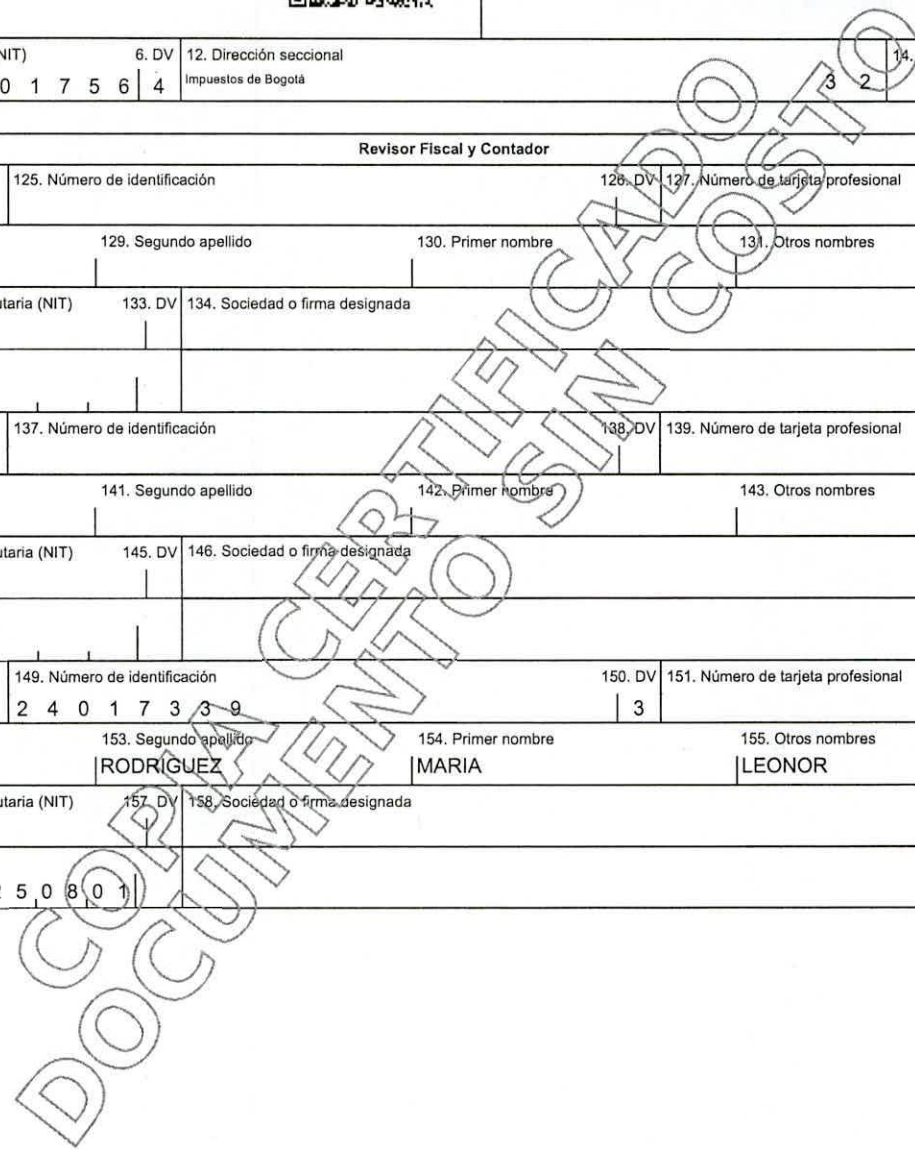 NIT) 6. DV 12. Dirección seccional 14.
0 1 7 5 6 4 Impuestos de Bogotá 3 2
Revisor Fiscal y Contador
125. Número de identificación 126. DV 127. Número de tarjeta profesional
129. Segundo apellido 130. Primer nombre 131. Otros nombres
utaria (NIT) 133. DV 134. Sociedad o firma designada
137. Número de identificación 138. DV 139. Número de tarjeta profesional
141. Segundo apellido 142. Primer nombre 143. Otros nombres
utaria (NIT) 145. DV 146. Sociedad o firma designada
149. Número de identificación 150. DV 151. Número de tarjeta profesional
2 4 0 1 7 3 3 9 3
153. Segundo apellido 154. Primer nombre 155. Otros nombres
RODRIGUEZ MARIA LEONOR
utaria (NIT) 157. DV 158. Sociedad o firma designada
5 0 8 0 1
COPIA CERTIFICADO
DOCUMENTO SIN COSTO